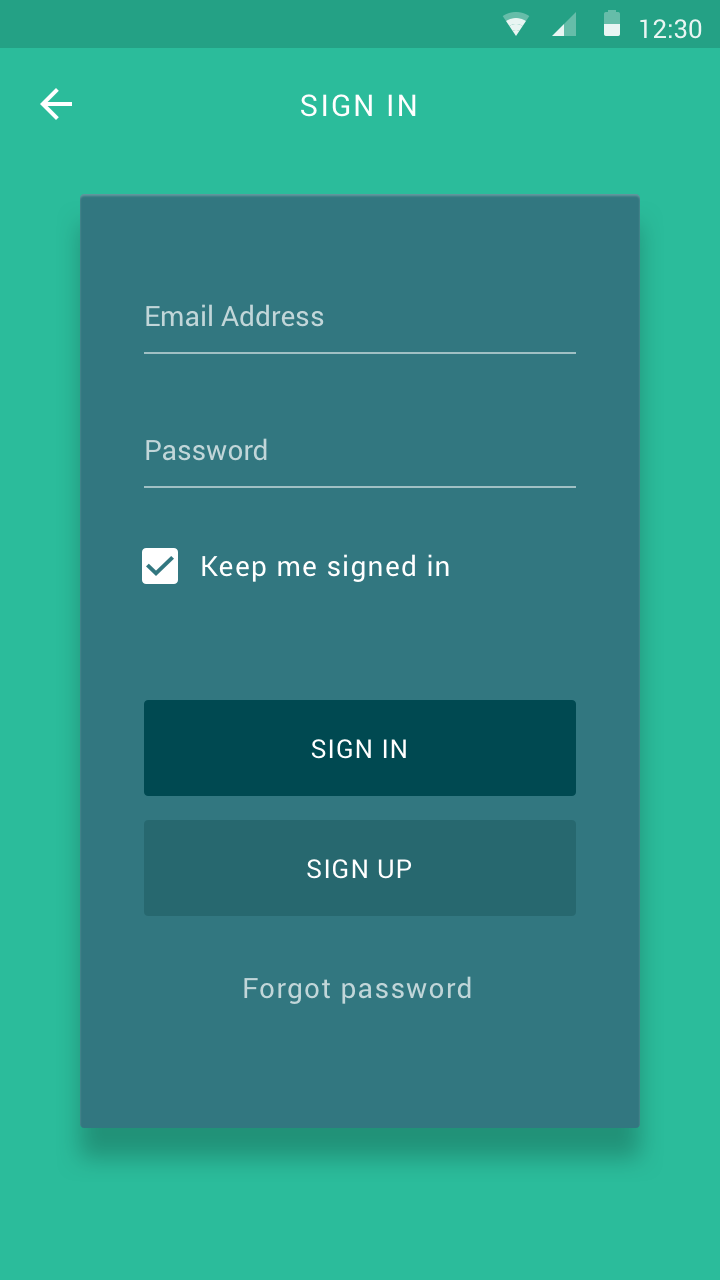 12:30
SIGN IN
Email Address
Password
Keep me signed in
SIGN IN
SIGN UP
Forgot password